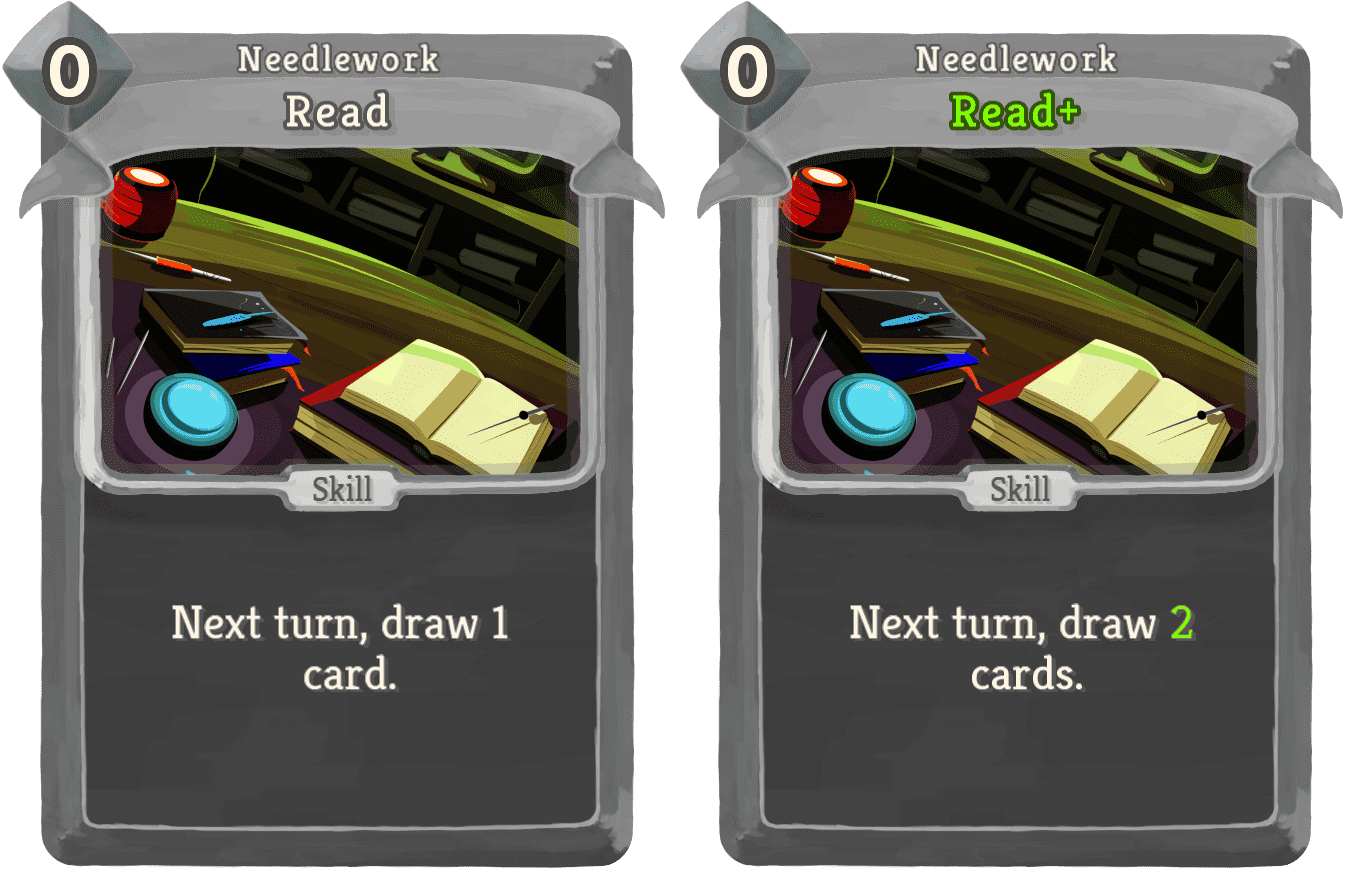 0
Needlework
Read
Skill
Next turn, draw 1
card.
0
Needlework
Read+
Skill
Next turn, draw 2
cards.